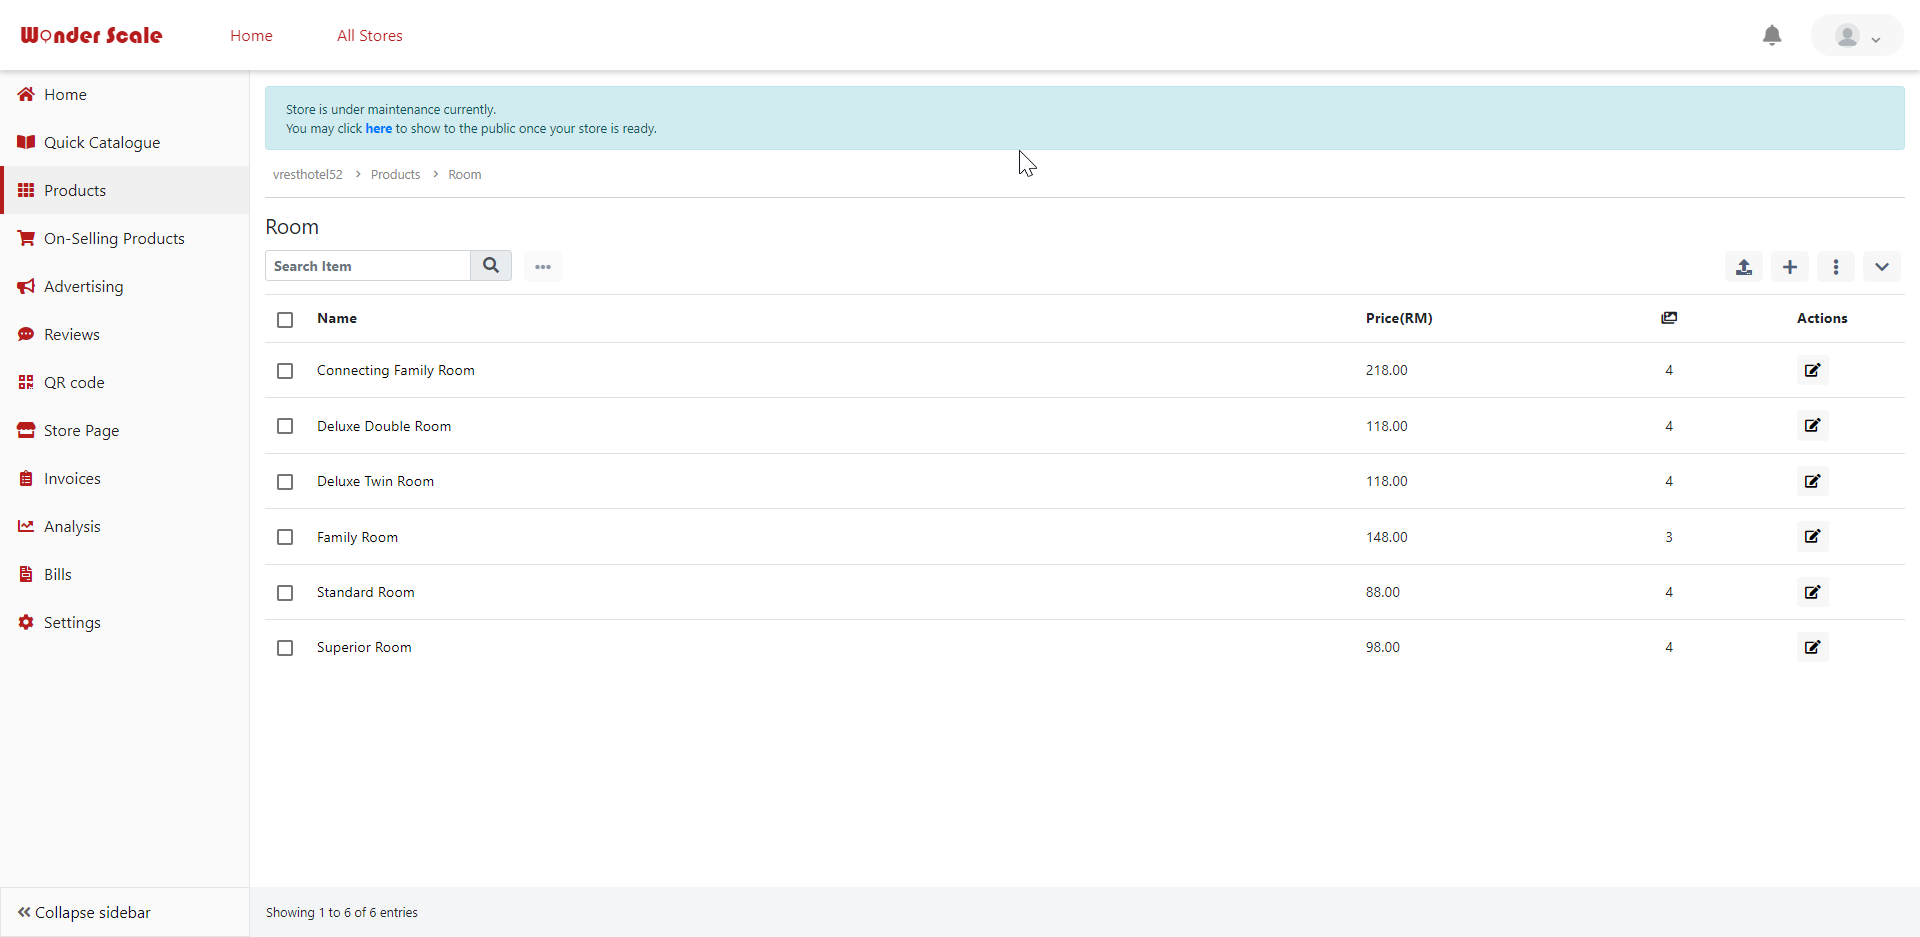 Wonder Scale
Home
All Stores
Home
Quick Catalogue
Products
On-Selling Products
Advertising
Reviews
QR code
Store Page
Invoices
Analysis
Bills
Settings
Collapse sidebar
Store is under maintenance currently.
You may click here to show to the public once your store is ready.
vresthotel52 > Products > Room
Room
Search Item
Name Price(RM) Actions
Connecting Family Room 218.00 4
Deluxe Double Room 118.00 4
Deluxe Twin Room 118.00 4
Family Room 148.00 3
Standard Room 88.00 4
Superior Room 98.00 4
Showing 1 to 6 of 6 entries